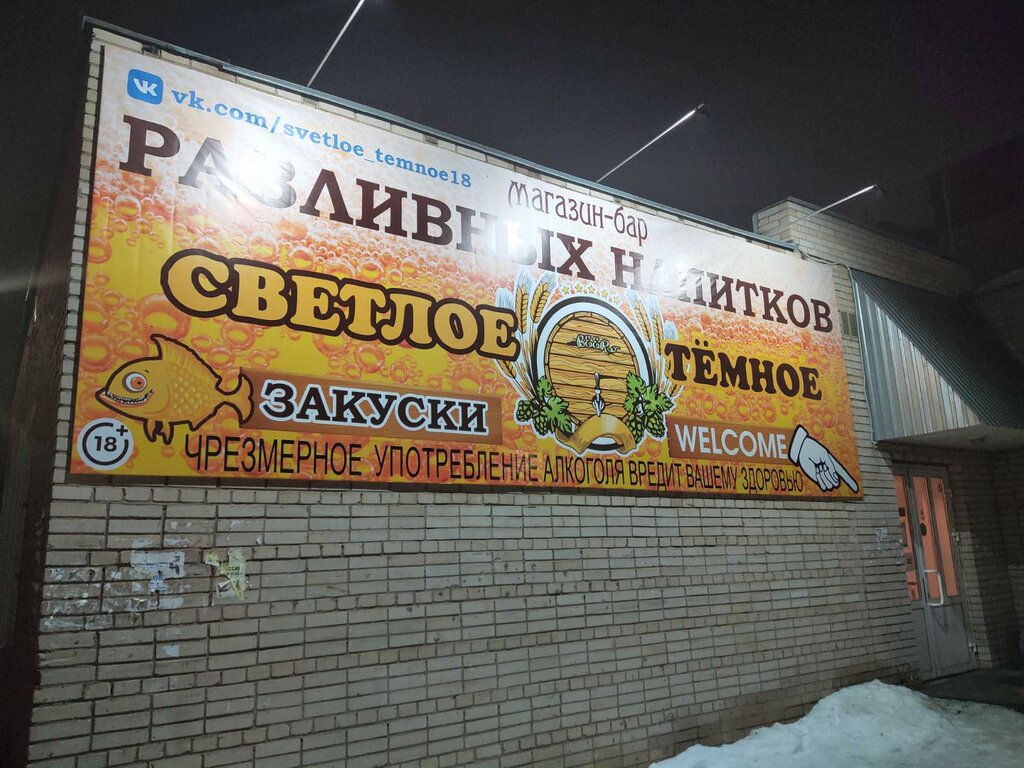 vk.com/svetloe_temnoe18
Магазин-бар
РАЗЛИВНЫХ НАПИТКОВ
СВЕТЛОЕ
ТЁМНОЕ
ЗАКУСКИ
WELCOME
18+
ЧРЕЗМЕРНОЕ УПОТРЕБЛЕНИЕ АЛКОГОЛЯ ВРЕДИТ ВАШЕМУ ЗДОРОВЬЮ